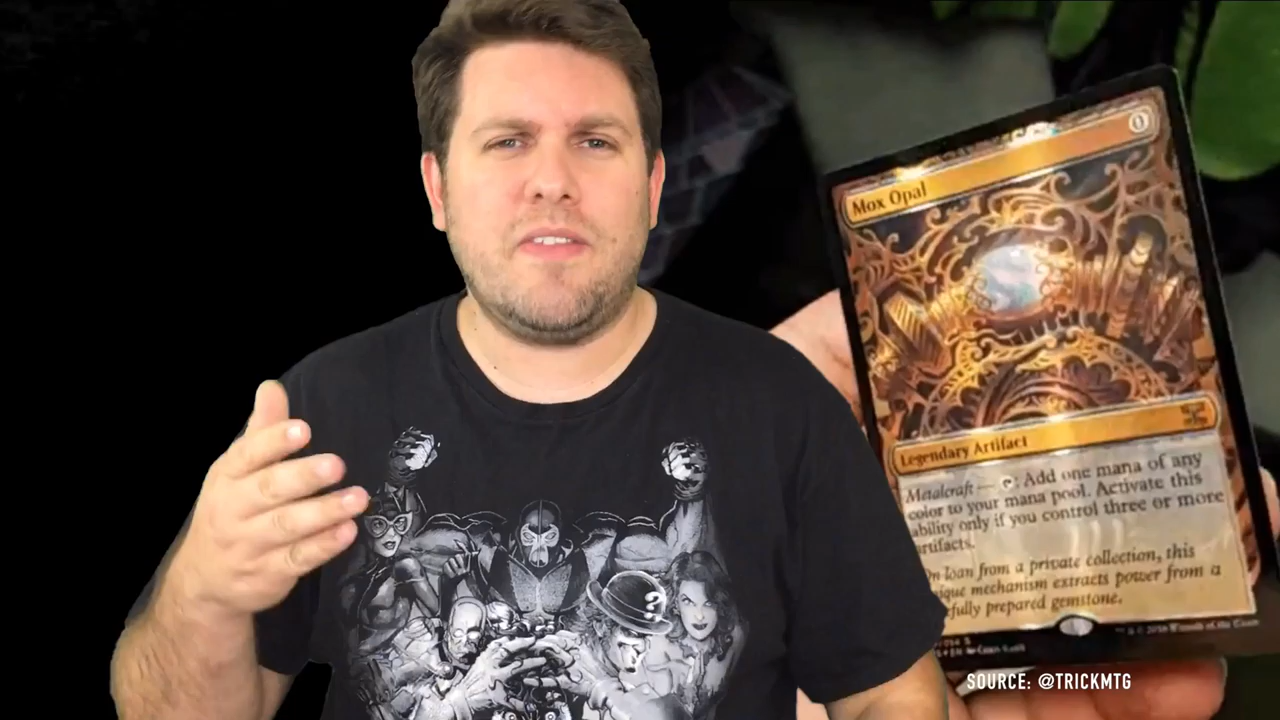 Mox Opal
0
Legendary Artifact
Metalcraft — : Add one mana of any
color to your mana pool. Activate this
ability only if you control three or more
artifacts.
On loan from a private collection, this
unique mechanism extracts power from a
fully prepared gemstone.
SOURCE: @TRICKMTG
?